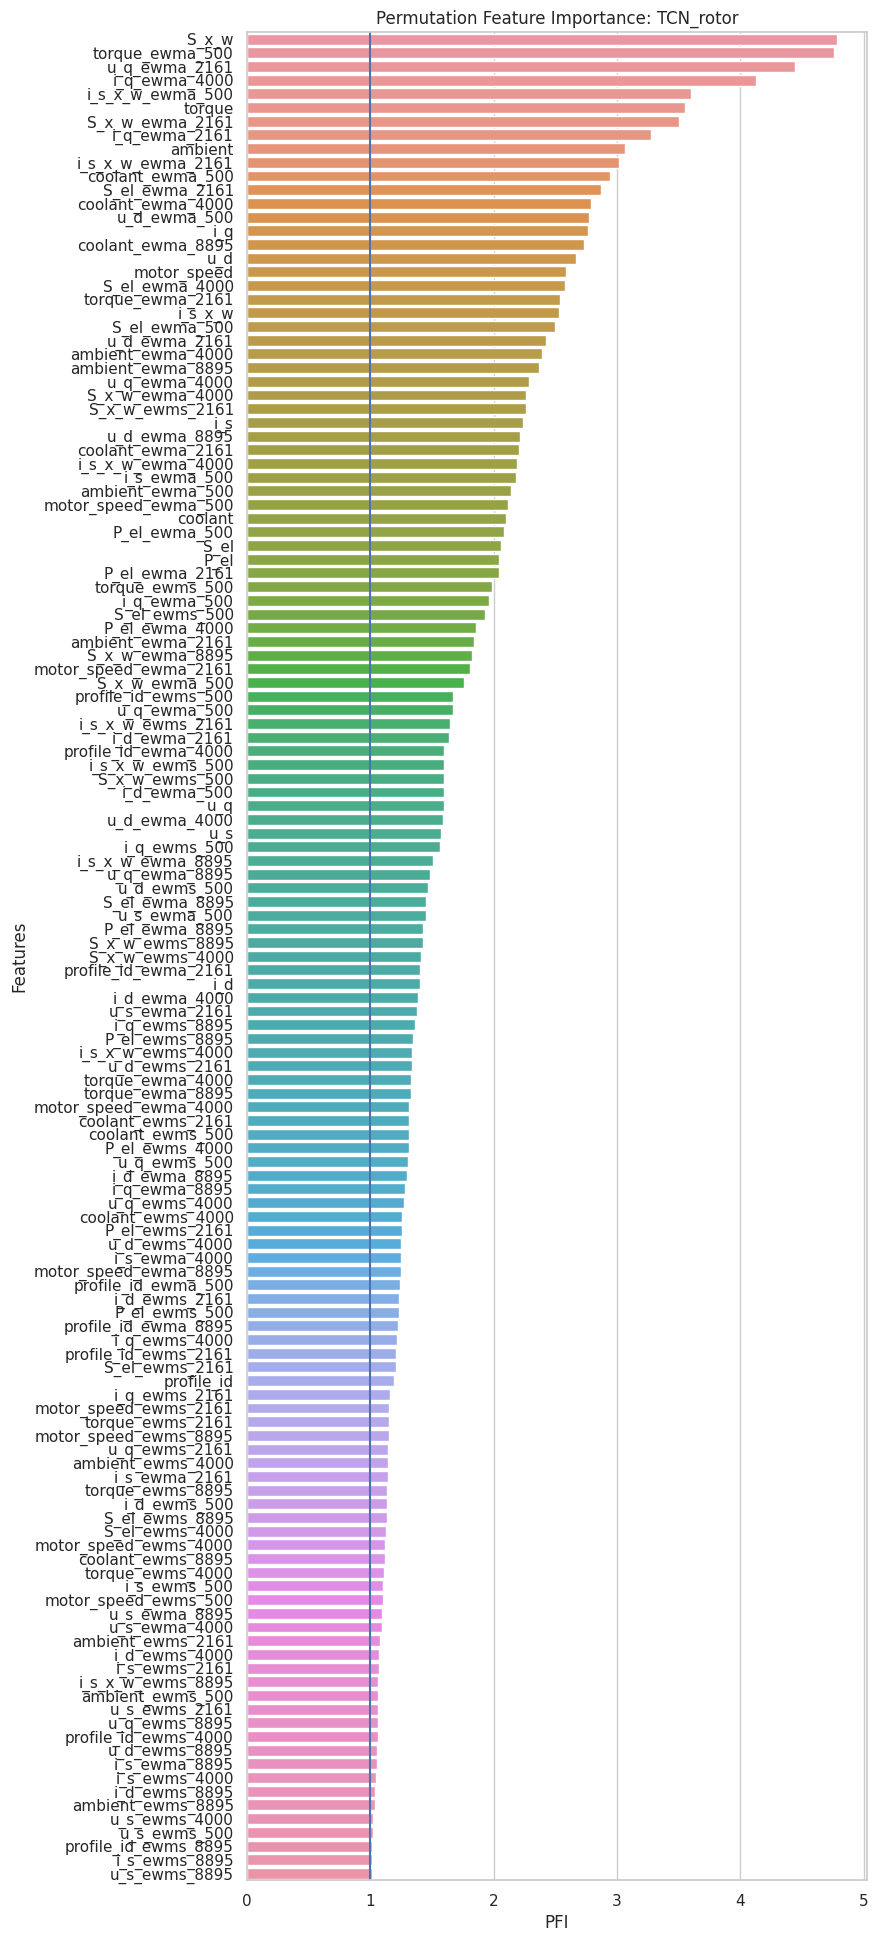 Permutation Feature Importance: TCN_rotor
S_x_w
torque_ewma_500
u_q_ewma_2161
i_q_ewma_4000
i_s_x_w_ewma_500
torque
S_x_w_ewma_2161
i_q_ewma_2161
ambient
i_s_x_w_ewma_2161
coolant_ewma_500
S_el_ewma_2161
coolant_ewma_4000
u_d_ewma_500
i_q
coolant_ewma_8895
u_d
motor_speed
S_el_ewma_4000
torque_ewma_2161
i_s_x_w
S_el_ewma_500
u_d_ewma_2161
ambient_ewma_4000
ambient_ewma_8895
u_q_ewma_4000
S_x_w_ewma_4000
S_x_w_ewms_2161
i_s
u_d_ewma_8895
coolant_ewma_2161
i_s_x_w_ewma_4000
i_s_ewma_500
ambient_ewma_500
motor_speed_ewma_500
coolant
P_el_ewma_500
S_el
P_el
P_el_ewma_2161
torque_ewms_500
i_q_ewma_500
S_el_ewms_500
P_el_ewma_4000
ambient_ewma_2161
S_x_w_ewma_8895
motor_speed_ewma_2161
S_x_w_ewma_500
profile_id_ewms_500
u_q_ewma_500
i_s_x_w_ewms_2161
i_d_ewma_2161
profile_id_ewma_4000
i_s_x_w_ewms_500
S_x_w_ewms_500
i_d_ewma_500
u_q
u_d_ewma_4000
u_s
i_q_ewms_500
i_s_x_w_ewma_8895
u_q_ewma_8895
u_d_ewms_500
S_el_ewma_8895
u_s_ewma_500
P_el_ewma_8895
S_x_w_ewms_8895
S_x_w_ewms_4000
profile_id_ewma_2161
i_d
i_d_ewma_4000
u_s_ewma_2161
i_q_ewms_8895
P_el_ewms_8895
i_s_x_w_ewms_4000
u_d_ewms_2161
torque_ewma_4000
torque_ewma_8895
motor_speed_ewma_4000
coolant_ewms_2161
coolant_ewms_500
P_el_ewms_4000
u_q_ewms_500
i_d_ewma_8895
i_q_ewma_8895
u_q_ewms_4000
coolant_ewms_4000
P_el_ewms_2161
u_d_ewms_4000
i_s_ewma_4000
motor_speed_ewma_8895
profile_id_ewma_500
i_d_ewms_2161
P_el_ewms_500
profile_id_ewma_8895
i_q_ewms_4000
profile_id_ewms_2161
S_el_ewms_2161
profile_id
i_q_ewms_2161
motor_speed_ewms_2161
torque_ewms_2161
motor_speed_ewms_8895
u_q_ewms_2161
ambient_ewms_4000
i_s_ewma_2161
torque_ewms_8895
i_d_ewms_500
S_el_ewms_8895
S_el_ewms_4000
motor_speed_ewms_4000
coolant_ewms_8895
torque_ewms_4000
i_s_ewms_500
motor_speed_ewms_500
u_s_ewma_8895
u_s_ewma_4000
ambient_ewms_2161
i_d_ewms_4000
i_s_ewms_2161
i_s_x_w_ewms_8895
ambient_ewms_500
u_s_ewms_2161
u_q_ewms_8895
profile_id_ewms_4000
u_d_ewms_8895
i_s_ewma_8895
i_s_ewms_4000
i_d_ewms_8895
ambient_ewms_8895
u_s_ewms_4000
u_s_ewms_500
profile_id_ewms_8895
i_s_ewms_8895
u_s_ewms_8895
Features
0 1 2 3 4 5
PFI